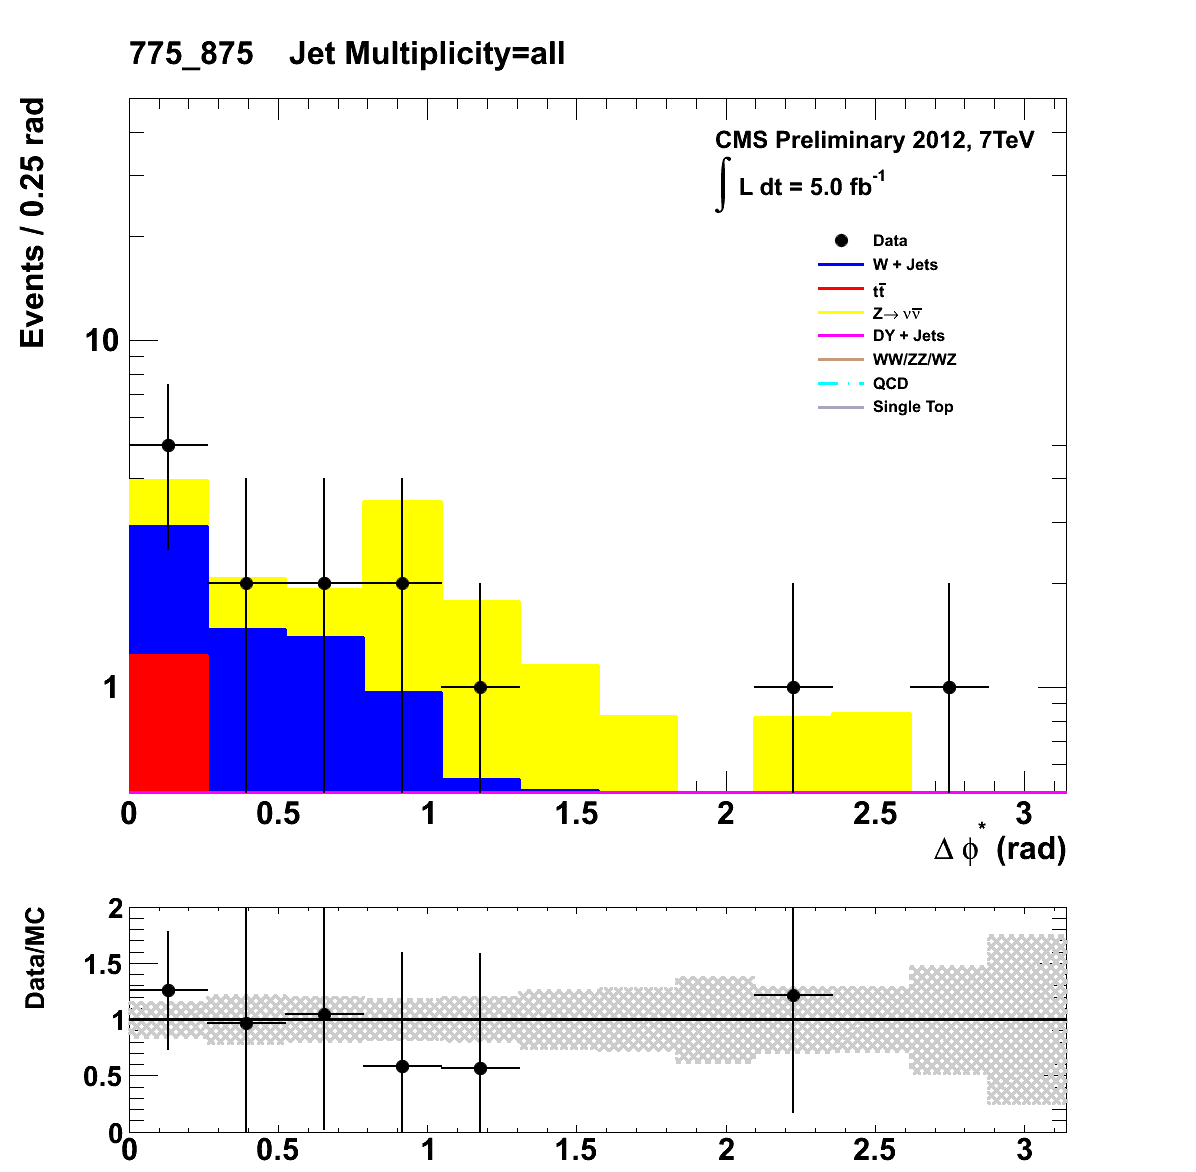 775_875    Jet Multiplicity=all
Events / 0.25 rad
CMS Preliminary 2012, 7TeV
∫ L dt = 5.0 fb⁻¹
Data
W + Jets
tt̅
Z→ νν̅
DY + Jets
WW/ZZ/WZ
QCD
Single Top
10
1
0 0.5 1 1.5 2 2.5 3
Δ ϕ* (rad)
Data/MC
2
1.5
1
0.5
0
0 0.5 1 1.5 2 2.5 3